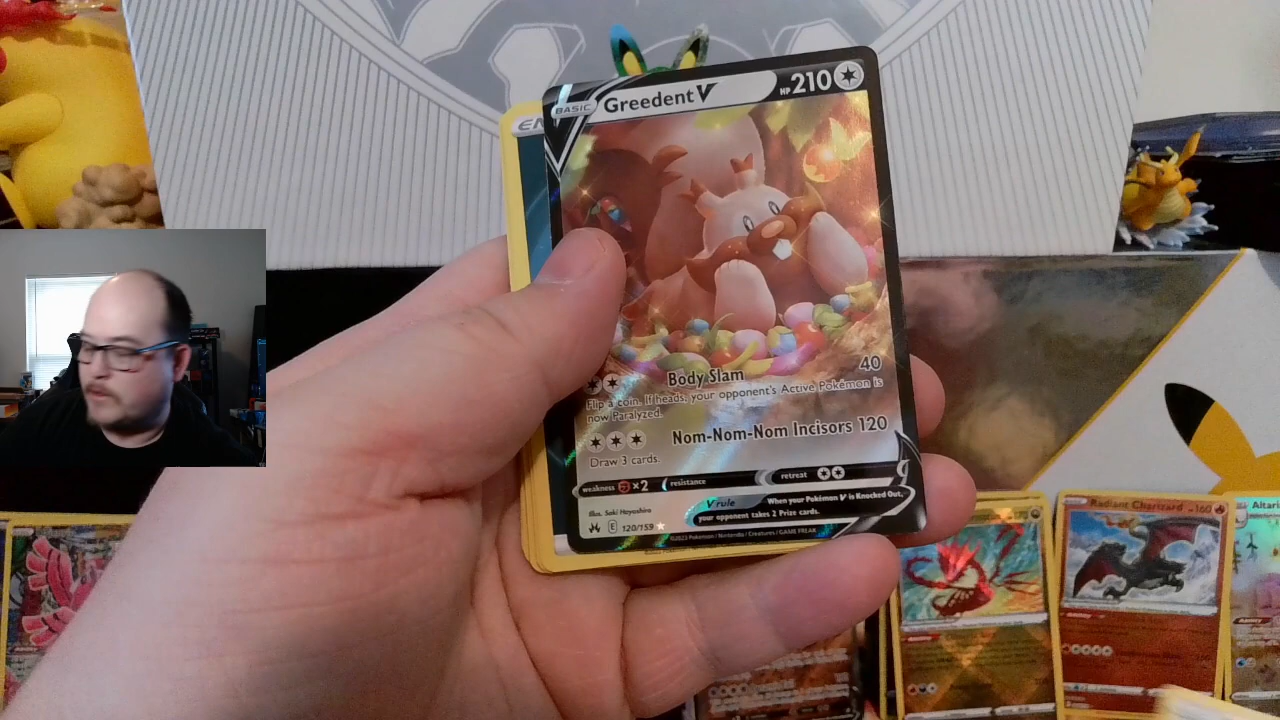 BASIC Greedent V HP 210
Body Slam 40
Flip a coin. If heads, your opponent's Active Pokémon is
now Paralyzed.
Nom-Nom-Nom Incisors 120
Draw 3 cards.
weakness ×2 resistance retreat
V rule When your Pokémon V is Knocked Out,
your opponent takes 2 Prize cards.
Illus. Saki Hayashiro
E 120/159
©2023 Pokémon / Nintendo / Creatures / GAME FREAK
Radiant Charizard 160
Altari